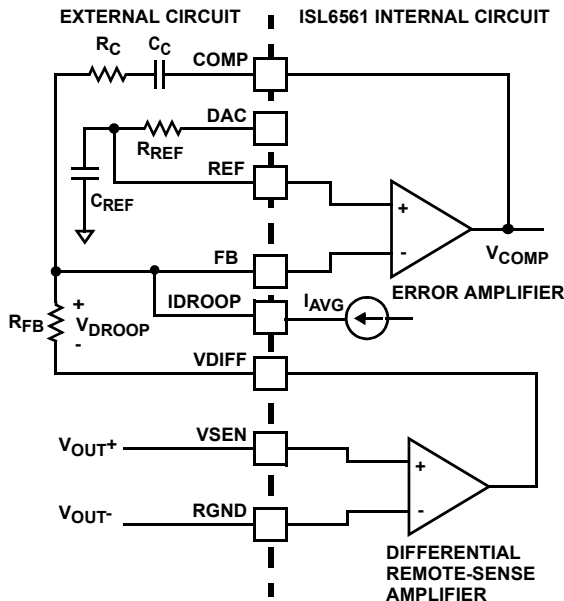 EXTERNAL CIRCUIT
ISL6561 INTERNAL CIRCUIT
RC
CC
COMP
DAC
RREF
REF
CREF
+
-
VCOMP
FB
ERROR AMPLIFIER
IDROOP
IAVG
RFB
+
VDROOP
-
VDIFF
VOUT+
VSEN
+
VOUT-
RGND
-
DIFFERENTIAL
REMOTE-SENSE
AMPLIFIER